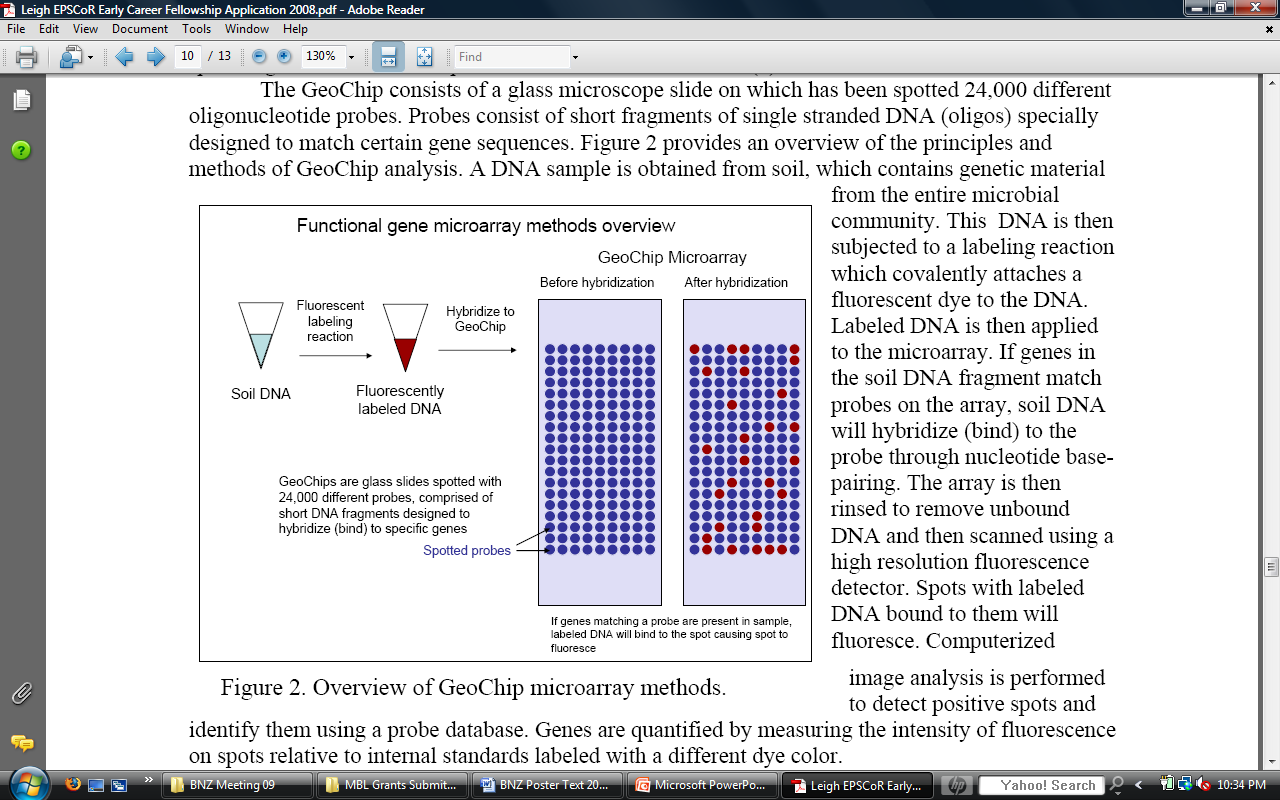 Leigh EPSCoR Early Career Fellowship Application 2008.pdf - Adobe Reader
File Edit View Document Tools Window Help
10 / 13 130% Find
The GeoChip consists of a glass microscope slide on which has been spotted 24,000 different
oligonucleotide probes. Probes consist of short fragments of single stranded DNA (oligos) specially
designed to match certain gene sequences. Figure 2 provides an overview of the principles and
methods of GeoChip analysis. A DNA sample is obtained from soil, which contains genetic material
from the entire microbial
community. This  DNA is then
subjected to a labeling reaction
which covalently attaches a
fluorescent dye to the DNA.
Labeled DNA is then applied
to the microarray. If genes in
the soil DNA fragment match
probes on the array, soil DNA
will hybridize (bind) to the
probe through nucleotide base-
pairing. The array is then
rinsed to remove unbound
DNA and then scanned using a
high resolution fluorescence
detector. Spots with labeled
DNA bound to them will
fluoresce. Computerized
Functional gene microarray methods overview
GeoChip Microarray
Before hybridization
After hybridization
Fluorescent
labeling
reaction
Hybridize to
GeoChip
Soil DNA
Fluorescently
labeled DNA
GeoChips are glass slides spotted with
24,000 different probes, comprised of
short DNA fragments designed to
hybridize (bind) to specific genes
Spotted probes
If genes matching a probe are present in sample,
labeled DNA will bind to the spot causing spot to
fluoresce
Figure 2. Overview of GeoChip microarray methods.
image analysis is performed
to detect positive spots and
identify them using a probe database. Genes are quantified by measuring the intensity of fluorescence
on spots relative to internal standards labeled with a different dye color.
BNZ Meeting 09
MBL Grants Submit...
BNZ Poster Text 20...
Microsoft PowerPo...
Leigh EPSCoR Early...
hp
Yahoo! Search
10:34 PM